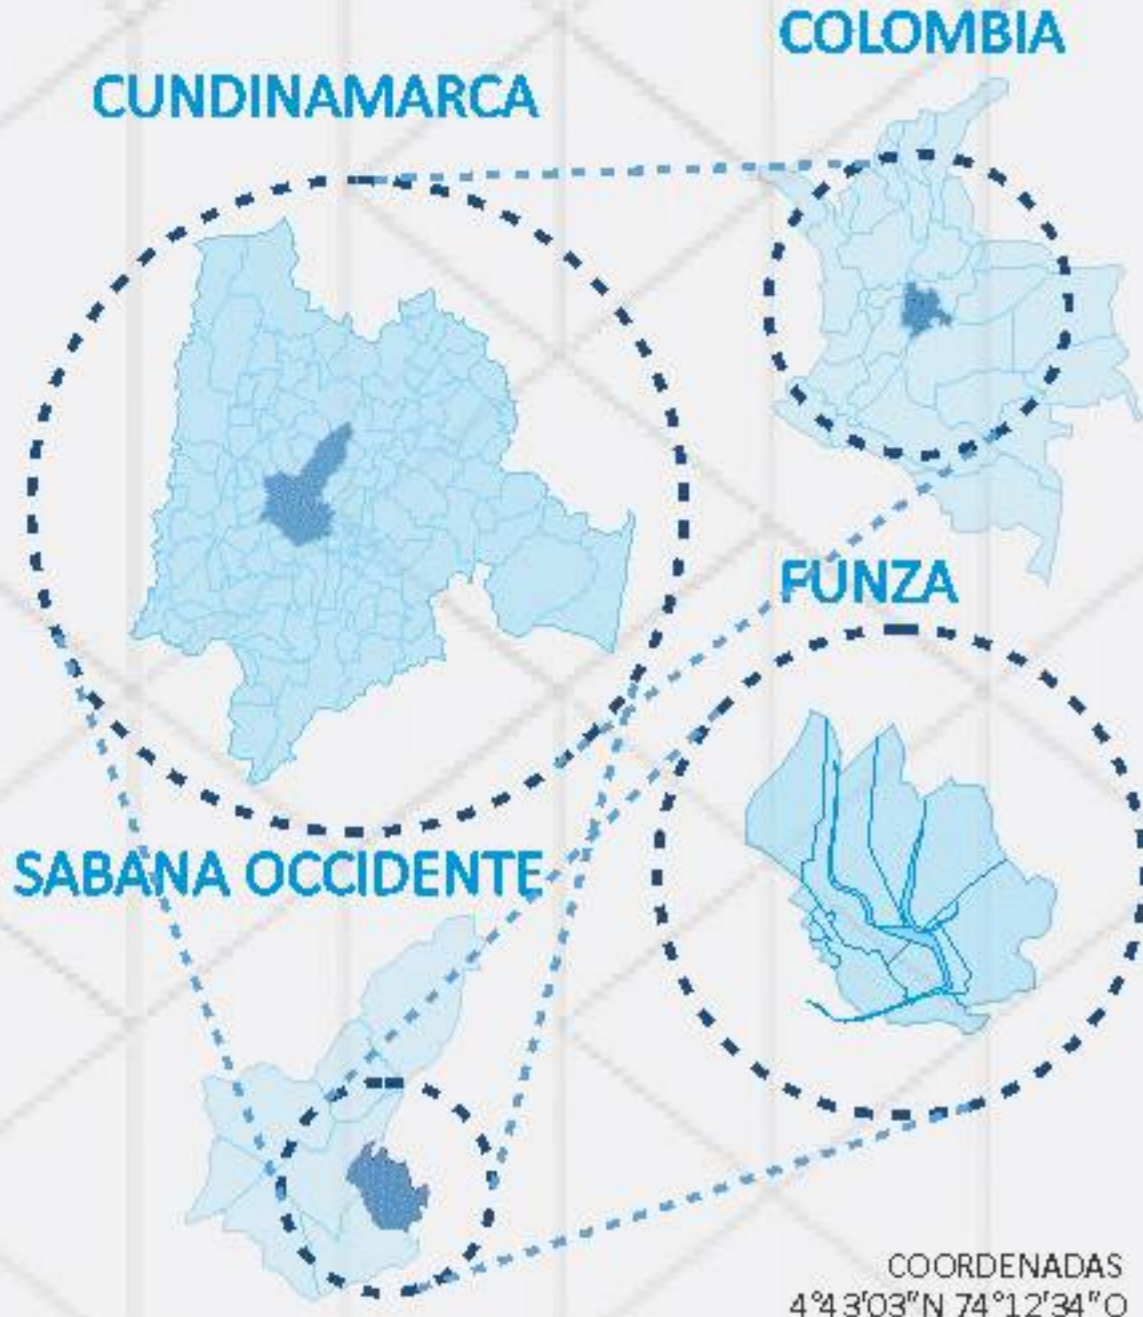 COLOMBIA
CUNDINAMARCA
FUNZA
SABANA OCCIDENTE
COORDENADAS
4°43'03"N 74°12'34"O